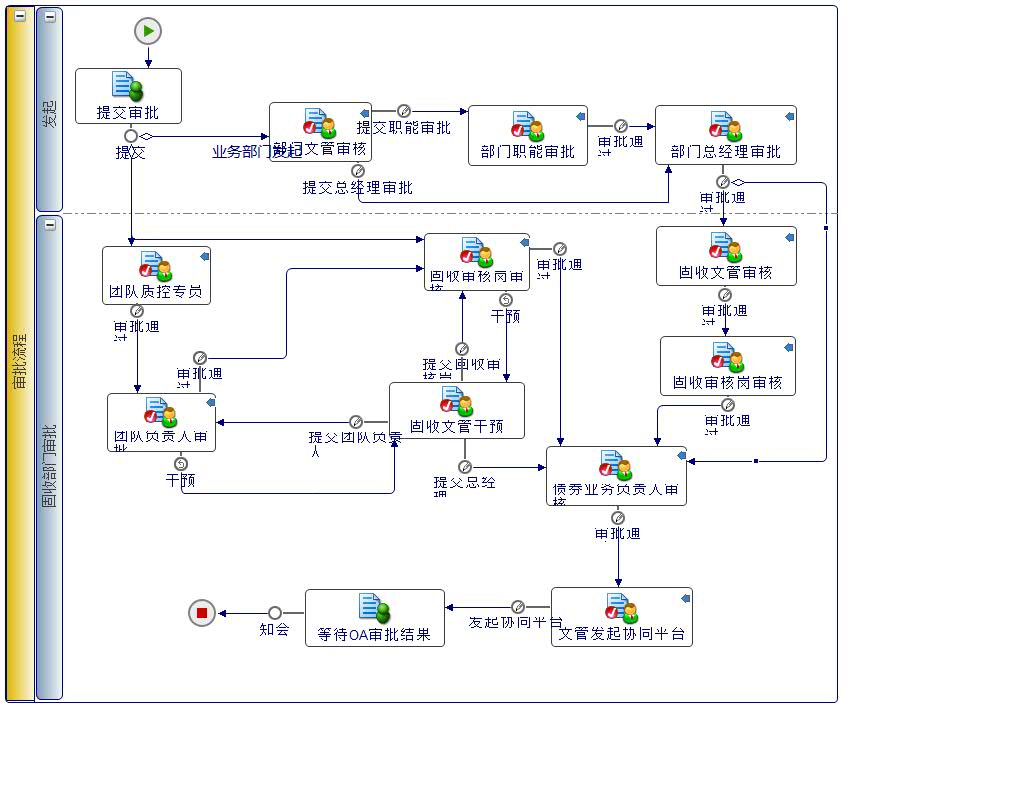 审批流程
发起
提交审批
提交
业务部门发起
部门文管审核
提交职能审批
提交总经理审批
部门职能审批
审批通过
部门总经理审批
审批通过
固收部门审批
团队质控专员
审批通过
固收审核岗审核
审批通过
干预
固收文管审核
审批通过
审批通过
提交固收审核岗
固收审核岗审核
审批通过
团队负责人审批
干预
提交团队负责人
固收文管干预
提交总经理
债券业务负责人审核
审批通过
知会
等待OA审批结果
发起协同平台
文管发起协同平台